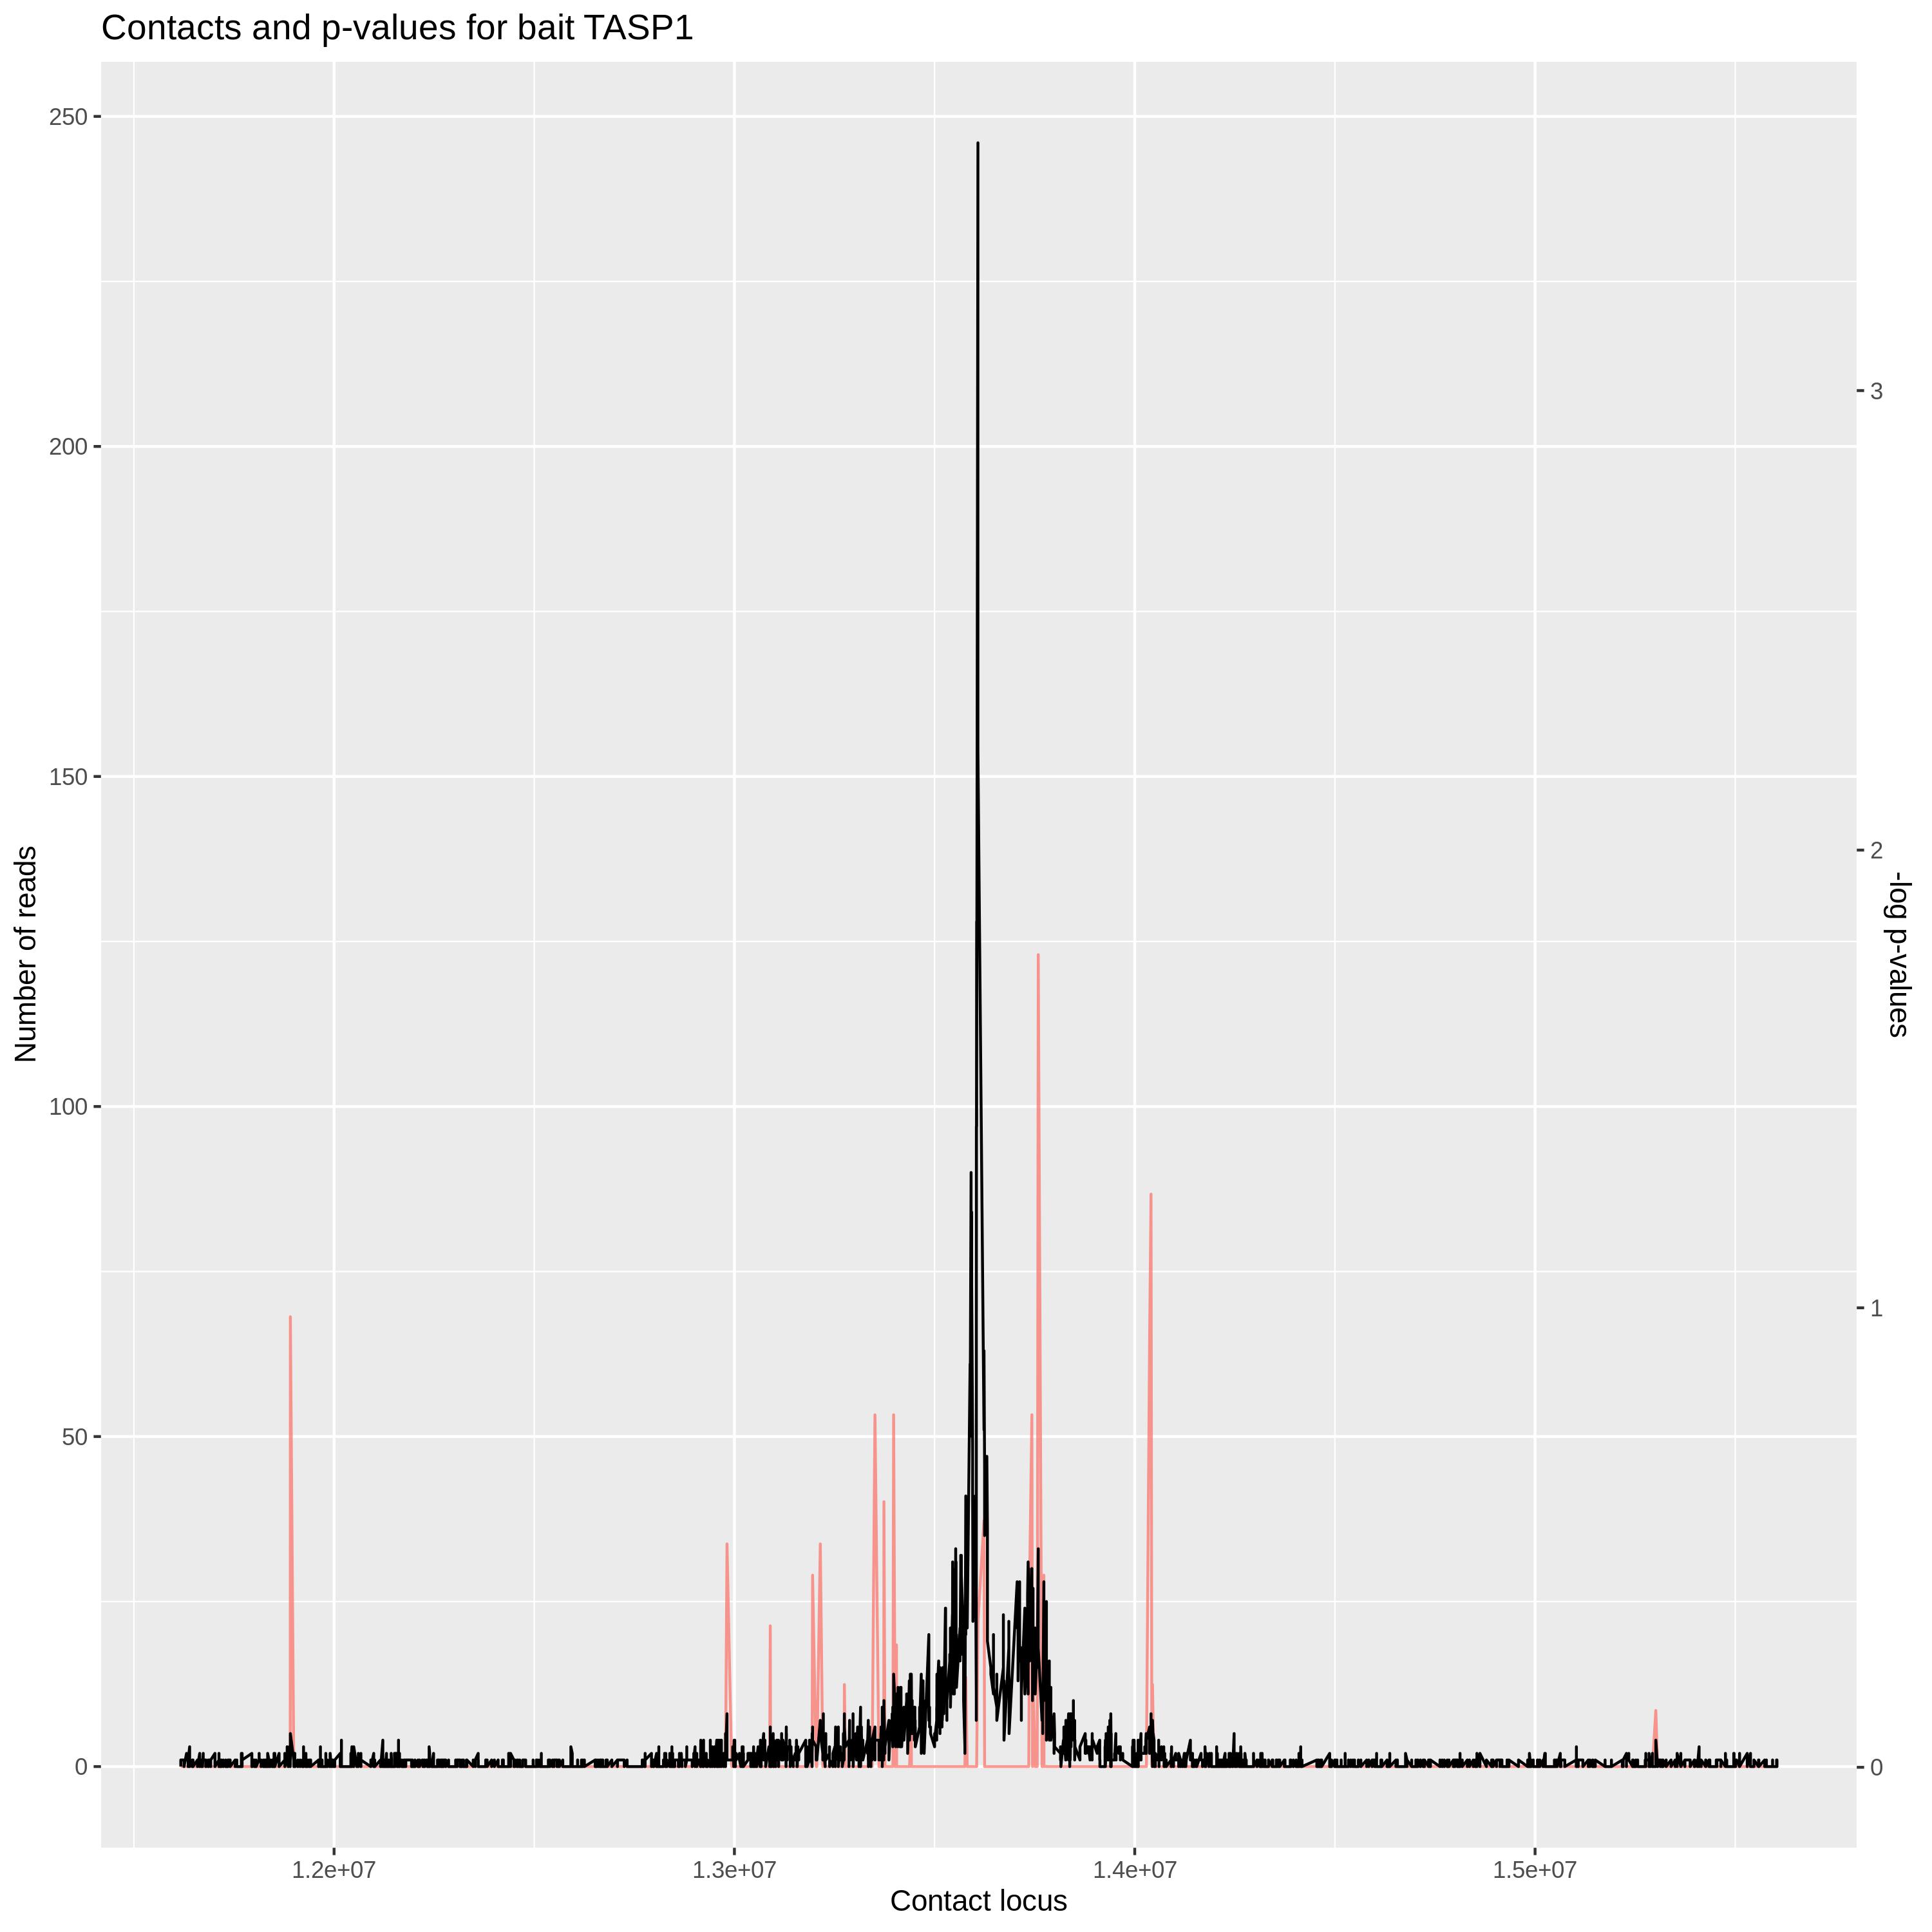 Contacts and p-values for bait TASP1
250
200
150
100
50
0
Number of reads
3
2
1
0
-log p-values
1.2e+07
1.3e+07
1.4e+07
1.5e+07
Contact locus